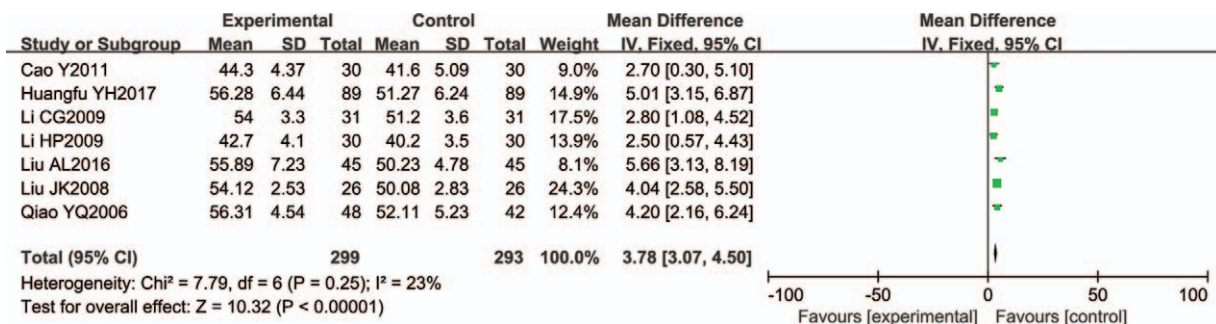 Experimental Control Mean Difference Mean Difference
Study or Subgroup Mean SD Total Mean SD Total Weight IV, Fixed, 95% CI IV, Fixed, 95% CI
Cao Y2011 44.3 4.37 30 41.6 5.09 30 9.0% 2.70 [0.30, 5.10]
Huangfu YH2017 56.28 6.44 89 51.27 6.24 89 14.9% 5.01 [3.15, 6.87]
Li CG2009 54 3.3 31 51.2 3.6 31 17.5% 2.80 [1.08, 4.52]
Li HP2009 42.7 4.1 30 40.2 3.5 30 13.9% 2.50 [0.57, 4.43]
Liu AL2016 55.89 7.23 45 50.23 4.78 45 8.1% 5.66 [3.13, 8.19]
Liu JK2008 54.12 2.53 26 50.08 2.83 26 24.3% 4.04 [2.58, 5.50]
Qiao YQ2006 56.31 4.54 48 52.11 5.23 42 12.4% 4.20 [2.16, 6.24]
Total (95% CI) 299 293 100.0% 3.78 [3.07, 4.50]
Heterogeneity: Chi² = 7.79, df = 6 (P = 0.25); I² = 23%
Test for overall effect: Z = 10.32 (P < 0.00001)
-100 -50 0 50 100
Favours [experimental] Favours [control]